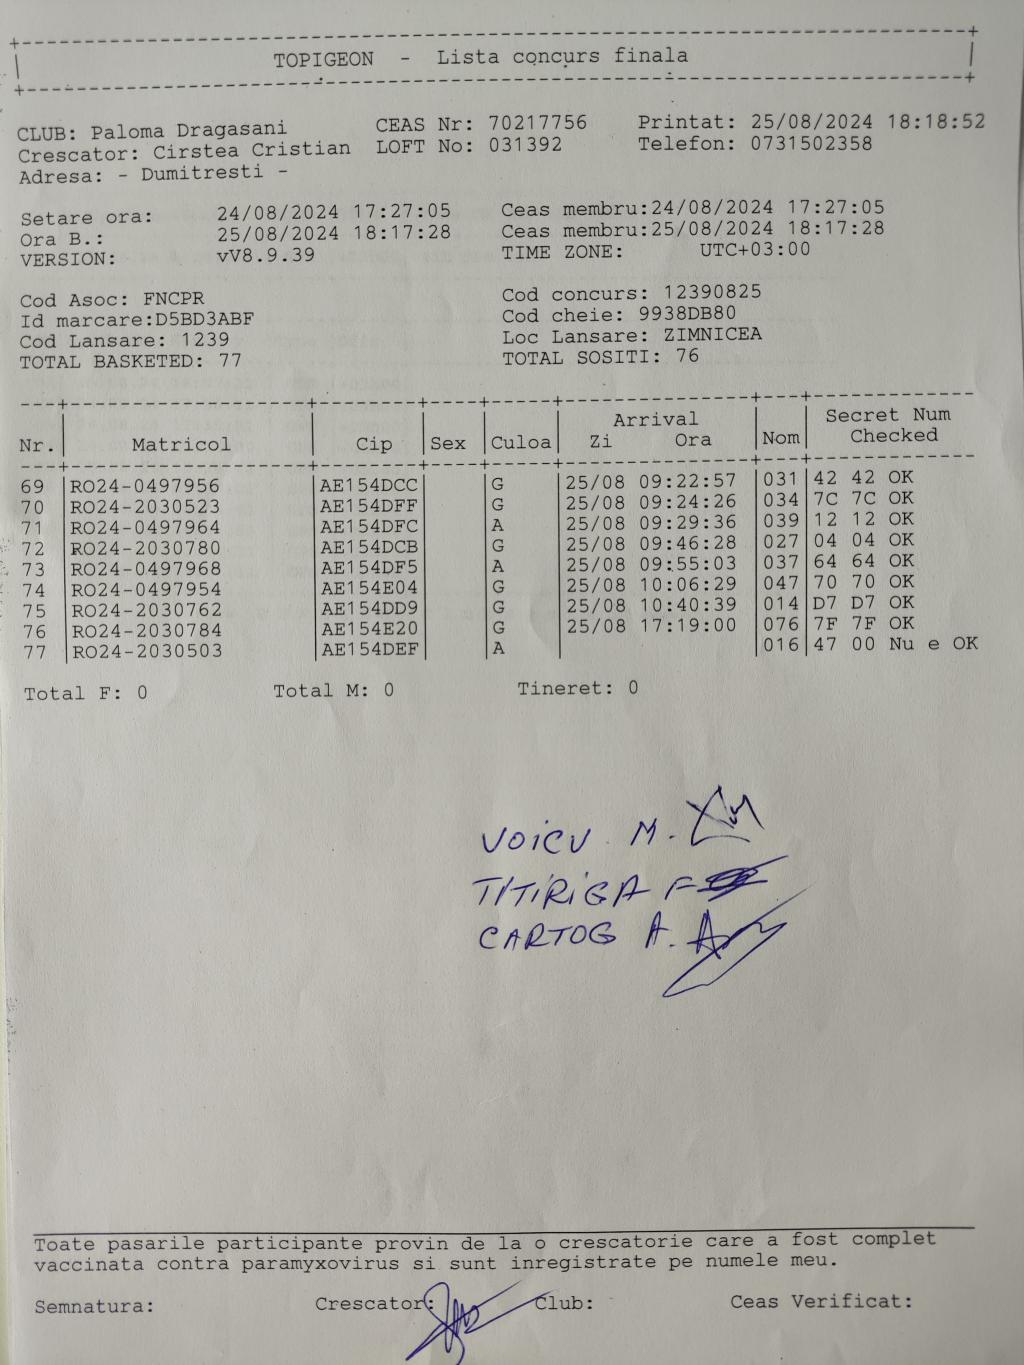 TOPIGEON - Lista concurs finala
CLUB: Paloma Dragasani CEAS Nr: 70217756 Printat: 25/08/2024 18:18:52
Crescator: Cirstea Cristian LOFT No: 031392 Telefon: 0731502358
Adresa: - Dumitresti -
Setare ora: 24/08/2024 17:27:05 Ceas membru:24/08/2024 17:27:05
Ora B.: 25/08/2024 18:17:28 Ceas membru:25/08/2024 18:17:28
VERSION: vV8.9.39 TIME ZONE: UTC+03:00
Cod Asoc: FNCPR Cod concurs: 12390825
Id marcare:D5BD3ABF Cod cheie: 9938DB80
Cod Lansare: 1239 Loc Lansare: ZIMNICEA
TOTAL BASKETED: 77 TOTAL SOSITI: 76
Arrival Secret Num
Nr. Matricol Cip Sex Culoa Zi Ora Nom Checked
69 RO24-0497956 AE154DCC G 25/08 09:22:57 031 42 42 OK
70 RO24-2030523 AE154DFF G 25/08 09:24:26 034 7C 7C OK
71 RO24-0497964 AE154DFC A 25/08 09:29:36 039 12 12 OK
72 RO24-2030780 AE154DCB G 25/08 09:46:28 027 04 04 OK
73 RO24-0497968 AE154DF5 A 25/08 09:55:03 037 64 64 OK
74 RO24-0497954 AE154E04 G 25/08 10:06:29 047 70 70 OK
75 RO24-2030762 AE154DD9 G 25/08 10:40:39 014 D7 D7 OK
76 RO24-2030784 AE154E20 G 25/08 17:19:00 076 7F 7F OK
77 RO24-2030503 AE154DEF A 016 47 00 Nu e OK
Total F: 0 Total M: 0 Tineret: 0
VOICU M.
TITIRIGA F
CARTOG A.
Toate pasarile participante provin de la o crescatorie care a fost complet
vaccinata contra paramyxovirus si sunt inregistrate pe numele meu.
Semnatura: Crescator: Club: Ceas Verificat: